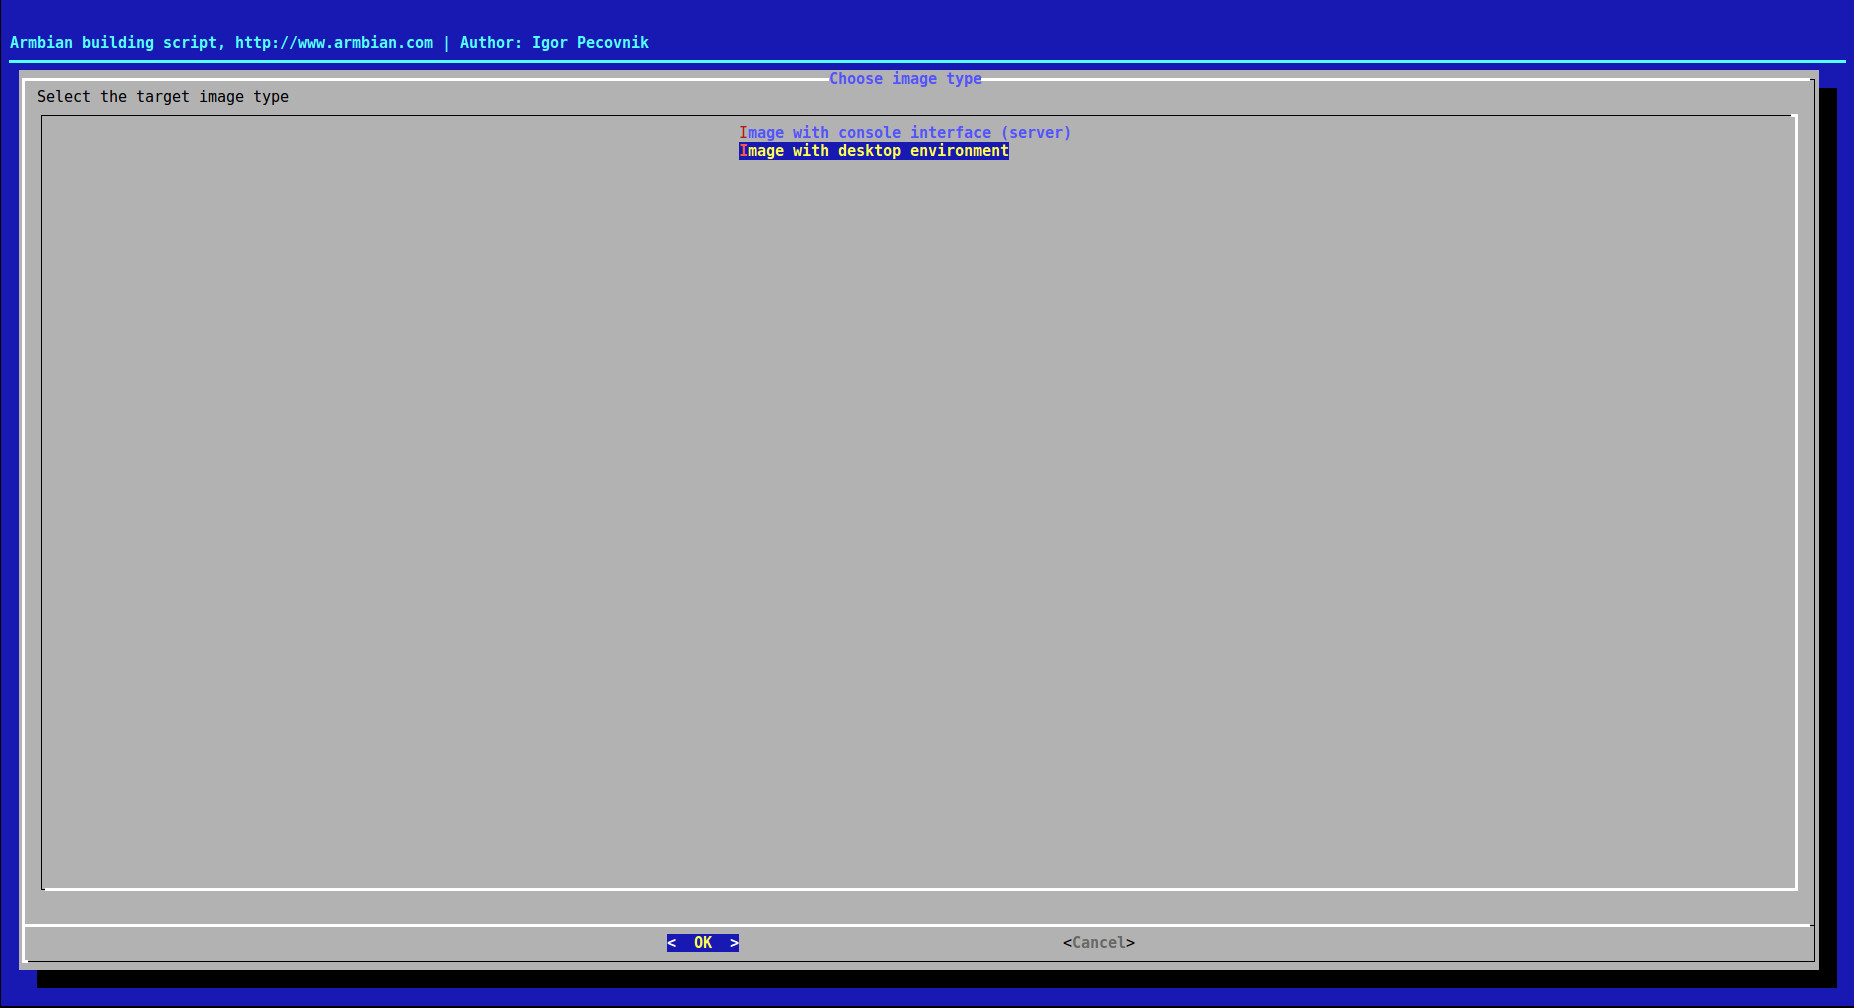 Armbian building script, http://www.armbian.com | Author: Igor Pecovnik
Choose image type
Select the target image type
Image with console interface (server)
Image with desktop environment
<  OK  >
<Cancel>